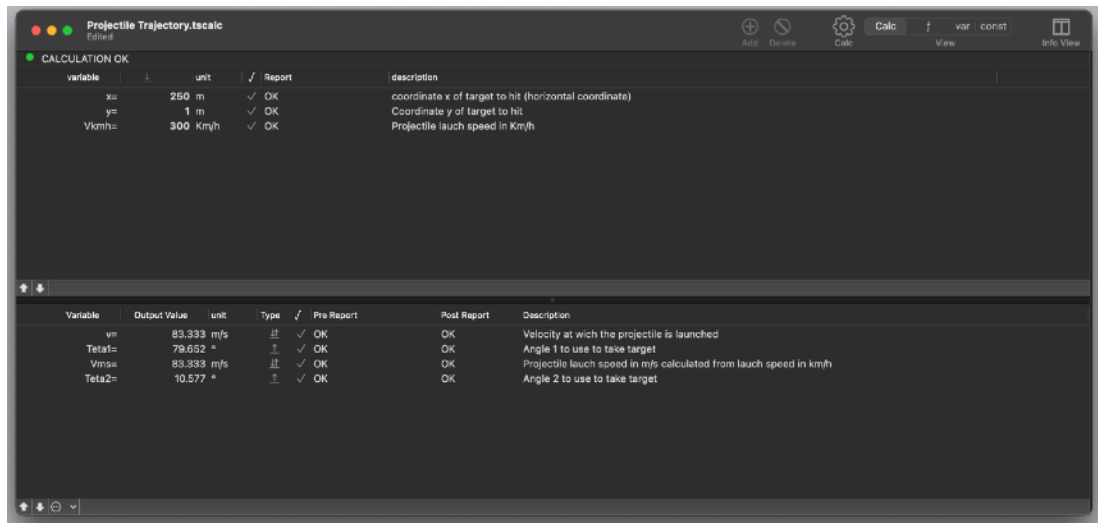 Projectile Trajectory.tscalc
Edited
Add Delete Calc Calc f var const View Info View
CALCULATION OK
variable ↓ unit √ Report description
x= 250 m ✓ OK coordinate x of target to hit (horizontal coordinate)
y= 1 m ✓ OK Coordinate y of target to hit
Vkmh= 300 Km/h ✓ OK Projectile lauch speed in Km/h
Variable Output Value unit Type √ Pre Report Post Report Description
v= 83.333 m/s ✓ OK OK Velocity at wich the projectile is launched
Teta1= 79.652 ° ↑ ✓ OK OK Angle 1 to use to take target
Vms= 83.333 m/s ✓ OK OK Projectile lauch speed in m/s calculated from lauch speed in km/h
Teta2= 10.577 ° ↑ ✓ OK OK Angle 2 to use to take target